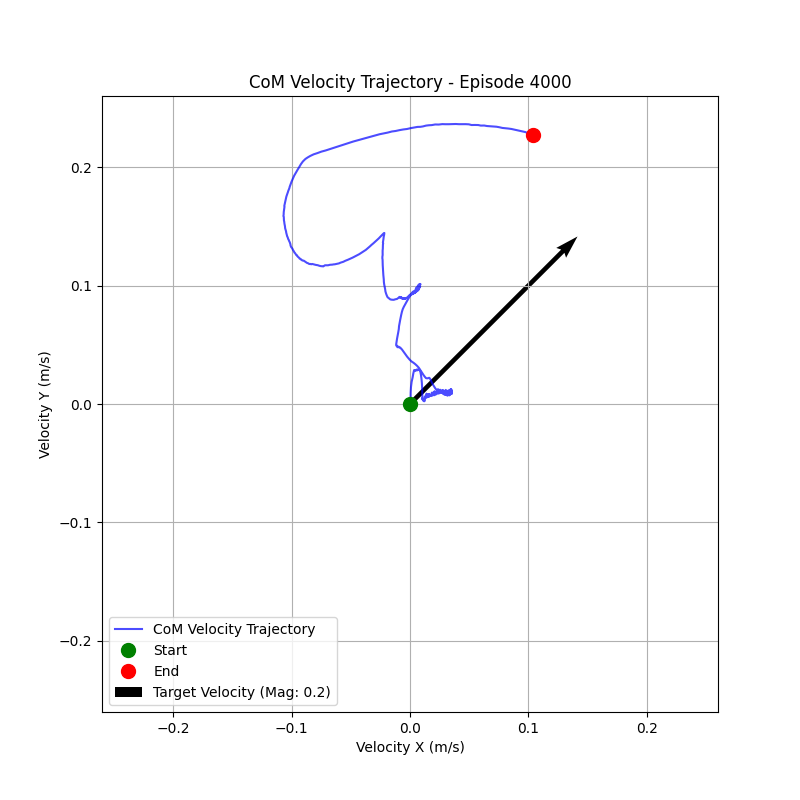 CoM Velocity Trajectory - Episode 4000
Velocity Y (m/s)
0.2
0.1
0.0
−0.1
−0.2
−0.2 −0.1 0.0 0.1 0.2
Velocity X (m/s)
CoM Velocity Trajectory
Start
End
Target Velocity (Mag: 0.2)